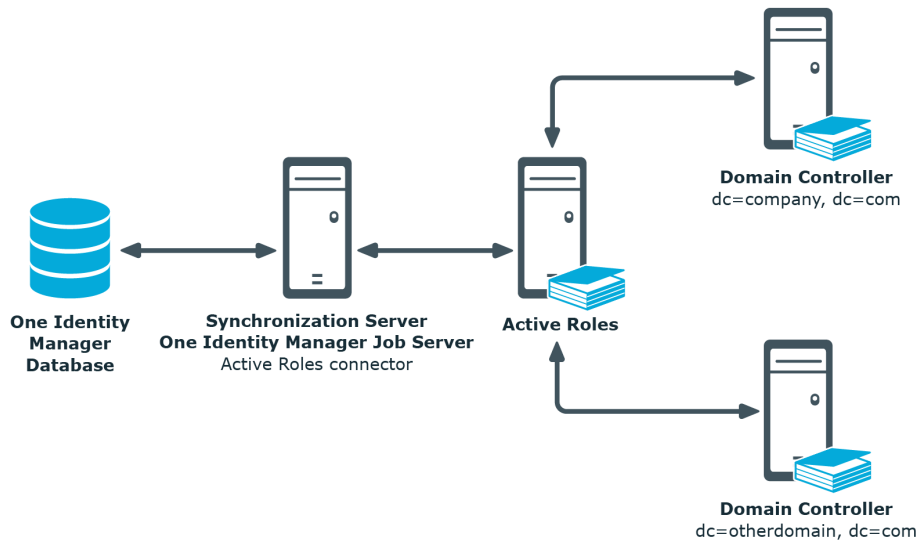 One Identity
Manager
Database
Synchronization Server
One Identity Manager Job Server
Active Roles connector
Active Roles
Domain Controller
dc=company, dc=com
Domain Controller
dc=otherdomain, dc=com